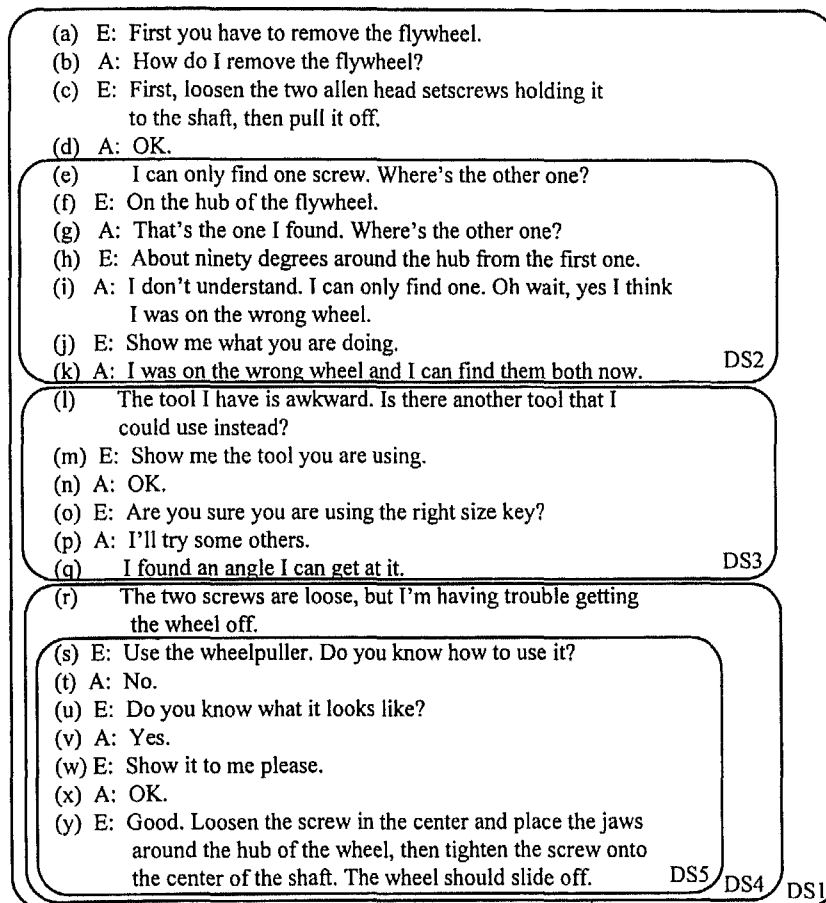 (a) E: First you have to remove the flywheel.
(b) A: How do I remove the flywheel?
(c) E: First, loosen the two allen head setscrews holding it
to the shaft, then pull it off.
(d) A: OK.
(e) I can only find one screw. Where's the other one?
(f) E: On the hub of the flywheel.
(g) A: That's the one I found. Where's the other one?
(h) E: About ninety degrees around the hub from the first one.
(i) A: I don't understand. I can only find one. Oh wait, yes I think
I was on the wrong wheel.
(j) E: Show me what you are doing.
(k) A: I was on the wrong wheel and I can find them both now.
DS2
(l) The tool I have is awkward. Is there another tool that I
could use instead?
(m) E: Show me the tool you are using.
(n) A: OK.
(o) E: Are you sure you are using the right size key?
(p) A: I'll try some others.
(q) I found an angle I can get at it.
DS3
(r) The two screws are loose, but I'm having trouble getting
the wheel off.
(s) E: Use the wheelpuller. Do you know how to use it?
(t) A: No.
(u) E: Do you know what it looks like?
(v) A: Yes.
(w) E: Show it to me please.
(x) A: OK.
(y) E: Good. Loosen the screw in the center and place the jaws
around the hub of the wheel, then tighten the screw onto
the center of the shaft. The wheel should slide off.
DS5 DS4 DS1